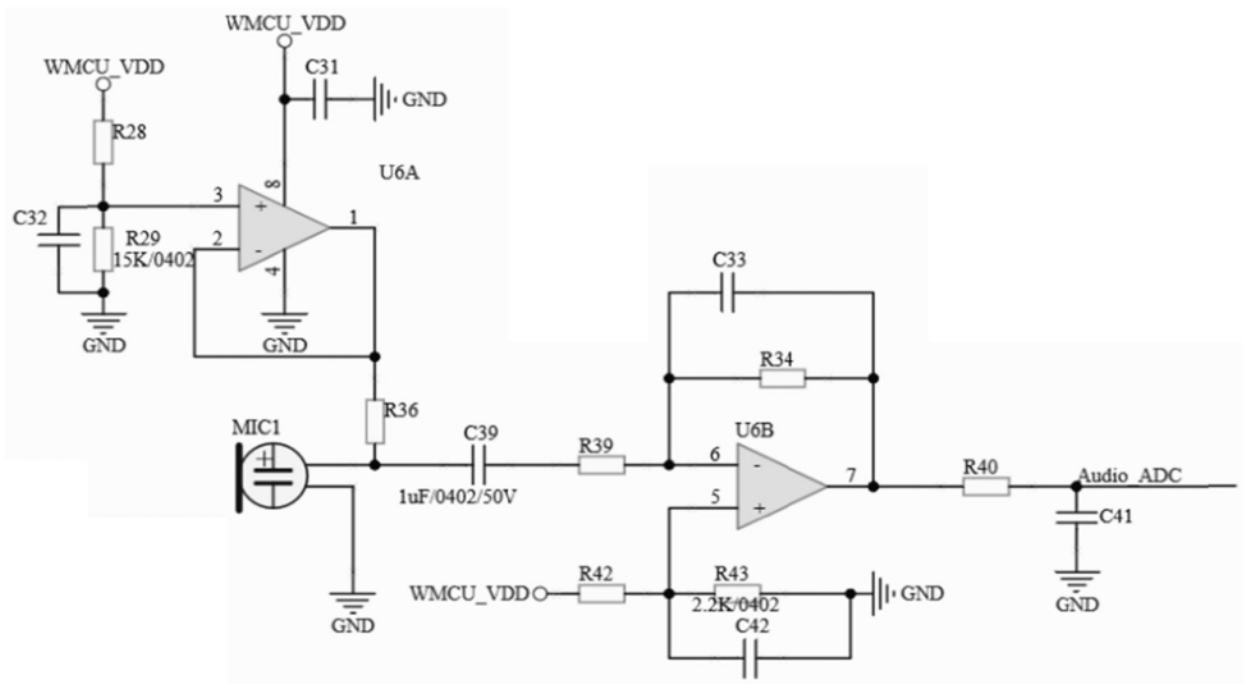 WMCU_VDD
WMCU_VDD
C31
GND
R28
U6A
8
3
+
1
C32
R29
2
-
15K/0402
4
GND
GND
C33
R34
R36
MIC1
C39
U6B
+
R39
6
-
1uF/0402/50V
7
R40
Audio_ADC
5
+
C41
R42
R43
WMCU_VDD
GND
2.2K/0402
GND
C42
GND